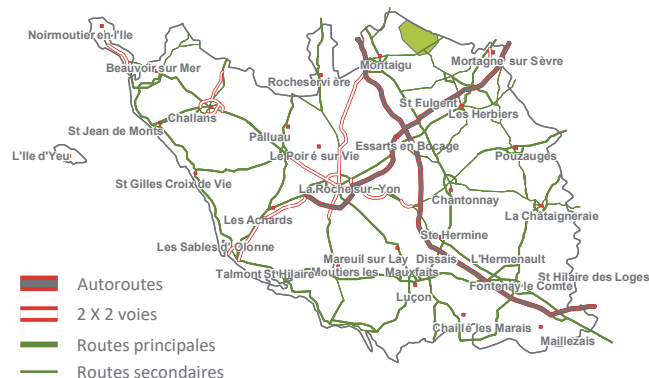 Noirmoutier en l'Ile
Beauvoir sur Mer
Rocheservi ère
Montaigu
Mortagne sur Sèvre
St Fulgent
Les Herbiers
Challans
St Jean de Monts
Palluau
Le Poiré sur Vie
Essarts en Bocage
Pouzauges
L'Ile d'Yeu
St Gilles Croix de Vie
La Roche sur Yon
Chantonnay
Les Achards
La Châtaigneraie
Ste Hermine
Les Sables d'Olonne
Mareuil sur Lay
Dissais
L'Hermenault
Talmont St Hilaire
Moutiers les Mauxfaits
St Hilaire des Loges
Fontenay le Comte
Luçon
Chaillé les Marais
Maillezais
Autoroutes
2 X 2 voies
Routes principales
Routes secondaires